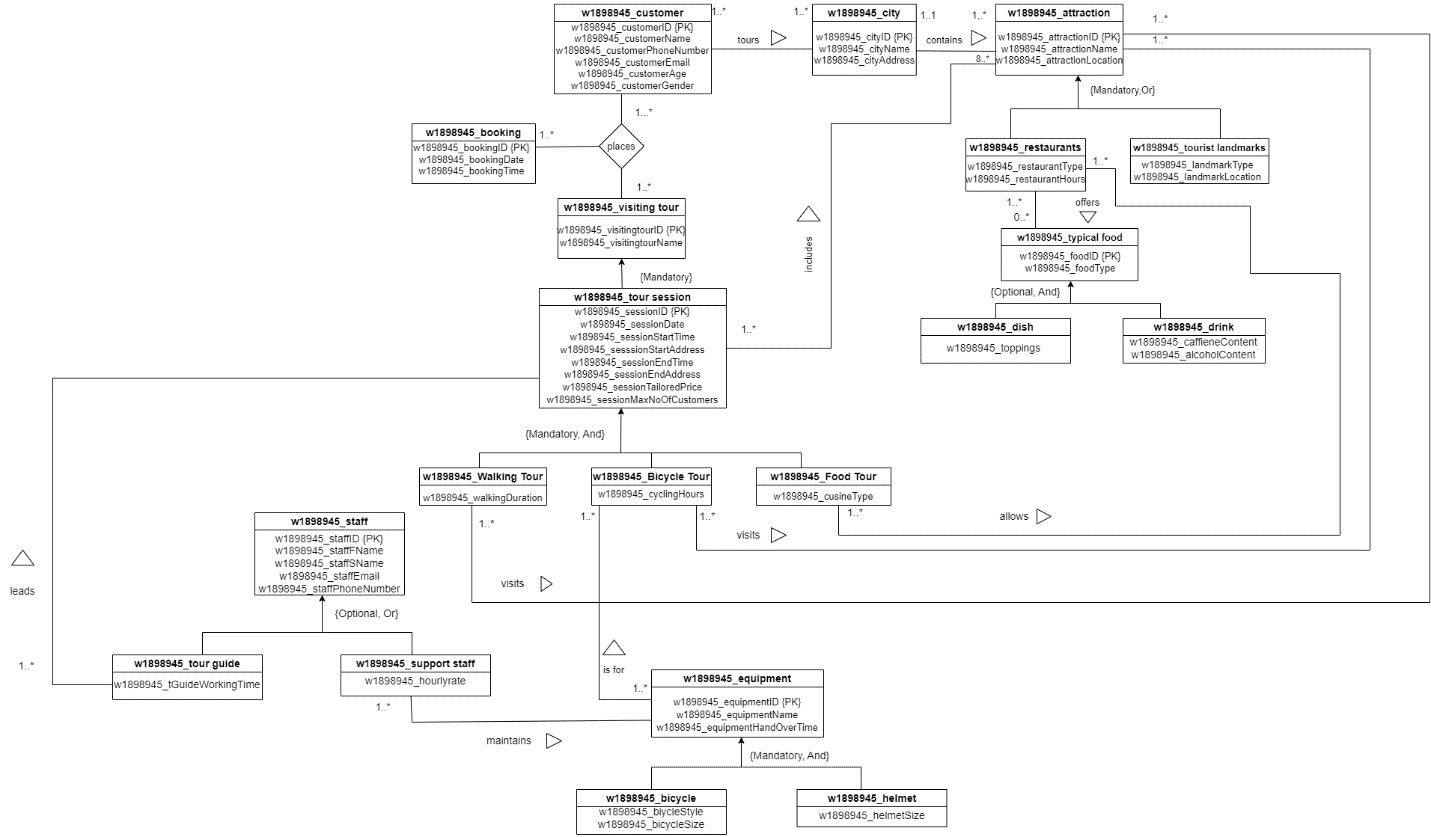 w1898945_customer
w1898945_customerID {PK}
w1898945_customerName
w1898945_customerPhoneNumber
w1898945_customerEmail
w1898945_customerAge
w1898945_customerGender
1..*
tours
1..*
w1898945_city
w1898945_cityID {PK}
w1898945_cityName
w1898945_cityAddress
1..1
contains
1..*
w1898945_attraction
w1898945_attractionID {PK}
w1898945_attractionName
w1898945_attractionLocation
1..*
1..*
8..*
{Mandatory,Or}
1...*
w1898945_booking
w1898945_bookingID {PK}
w1898945_bookingDate
w1898945_bookingTime
1..*
places
1..*
w1898945_restaurants
w1898945_restaurantType
w1898945_restaurantHours
1..*
w1898945_tourist landmarks
w1898945_landmarkType
w1898945_landmarkLocation
w1898945_visiting tour
w1898945_visitingtourID {PK}
w1898945_visitingtourName
{Mandatory}
includes
1..*
0..*
offers
w1898945_typical food
w1898945_foodID {PK}
w1898945_foodType
{Optional, And}
w1898945_dish
w1898945_toppings
w1898945_drink
w1898945_caffieneContent
w1898945_alcoholContent
w1898945_tour session
w1898945_sessionID {PK}
w1898945_sessionDate
w1898945_sessionStartTime
w1898945_sesssionStartAddress
w1898945_sessionEndTime
w1898945_sessionEndAddress
w1898945_sessionTailoredPrice
w1898945_sessionMaxNoOfCustomers
1..*
{Mandatory, And}
w1898945_Walking Tour
w1898945_walkingDuration
w1898945_Bicycle Tour
w1898945_cyclingHours
w1898945_Food Tour
w1898945_cusineType
1..*
1..*
1..*
1..*
allows
visits
visits
w1898945_staff
w1898945_staffID {PK}
w1898945_staffFName
w1898945_staffSName
w1898945_staffEmail
w1898945_staffPhoneNumber
{Optional, Or}
leads
1..*
w1898945_tour guide
w1898945_tGuideWorkingTime
w1898945_support staff
w1898945_hourlyrate
1..*
maintains
is for
1..*
w1898945_equipment
w1898945_equipmentID {PK}
w1898945_equipmentName
w1898945_equipmentHandOverTime
{Mandatory, And}
w1898945_bicycle
w1898945_biycleStyle
w1898945_bicycleSize
w1898945_helmet
w1898945_helmetSize